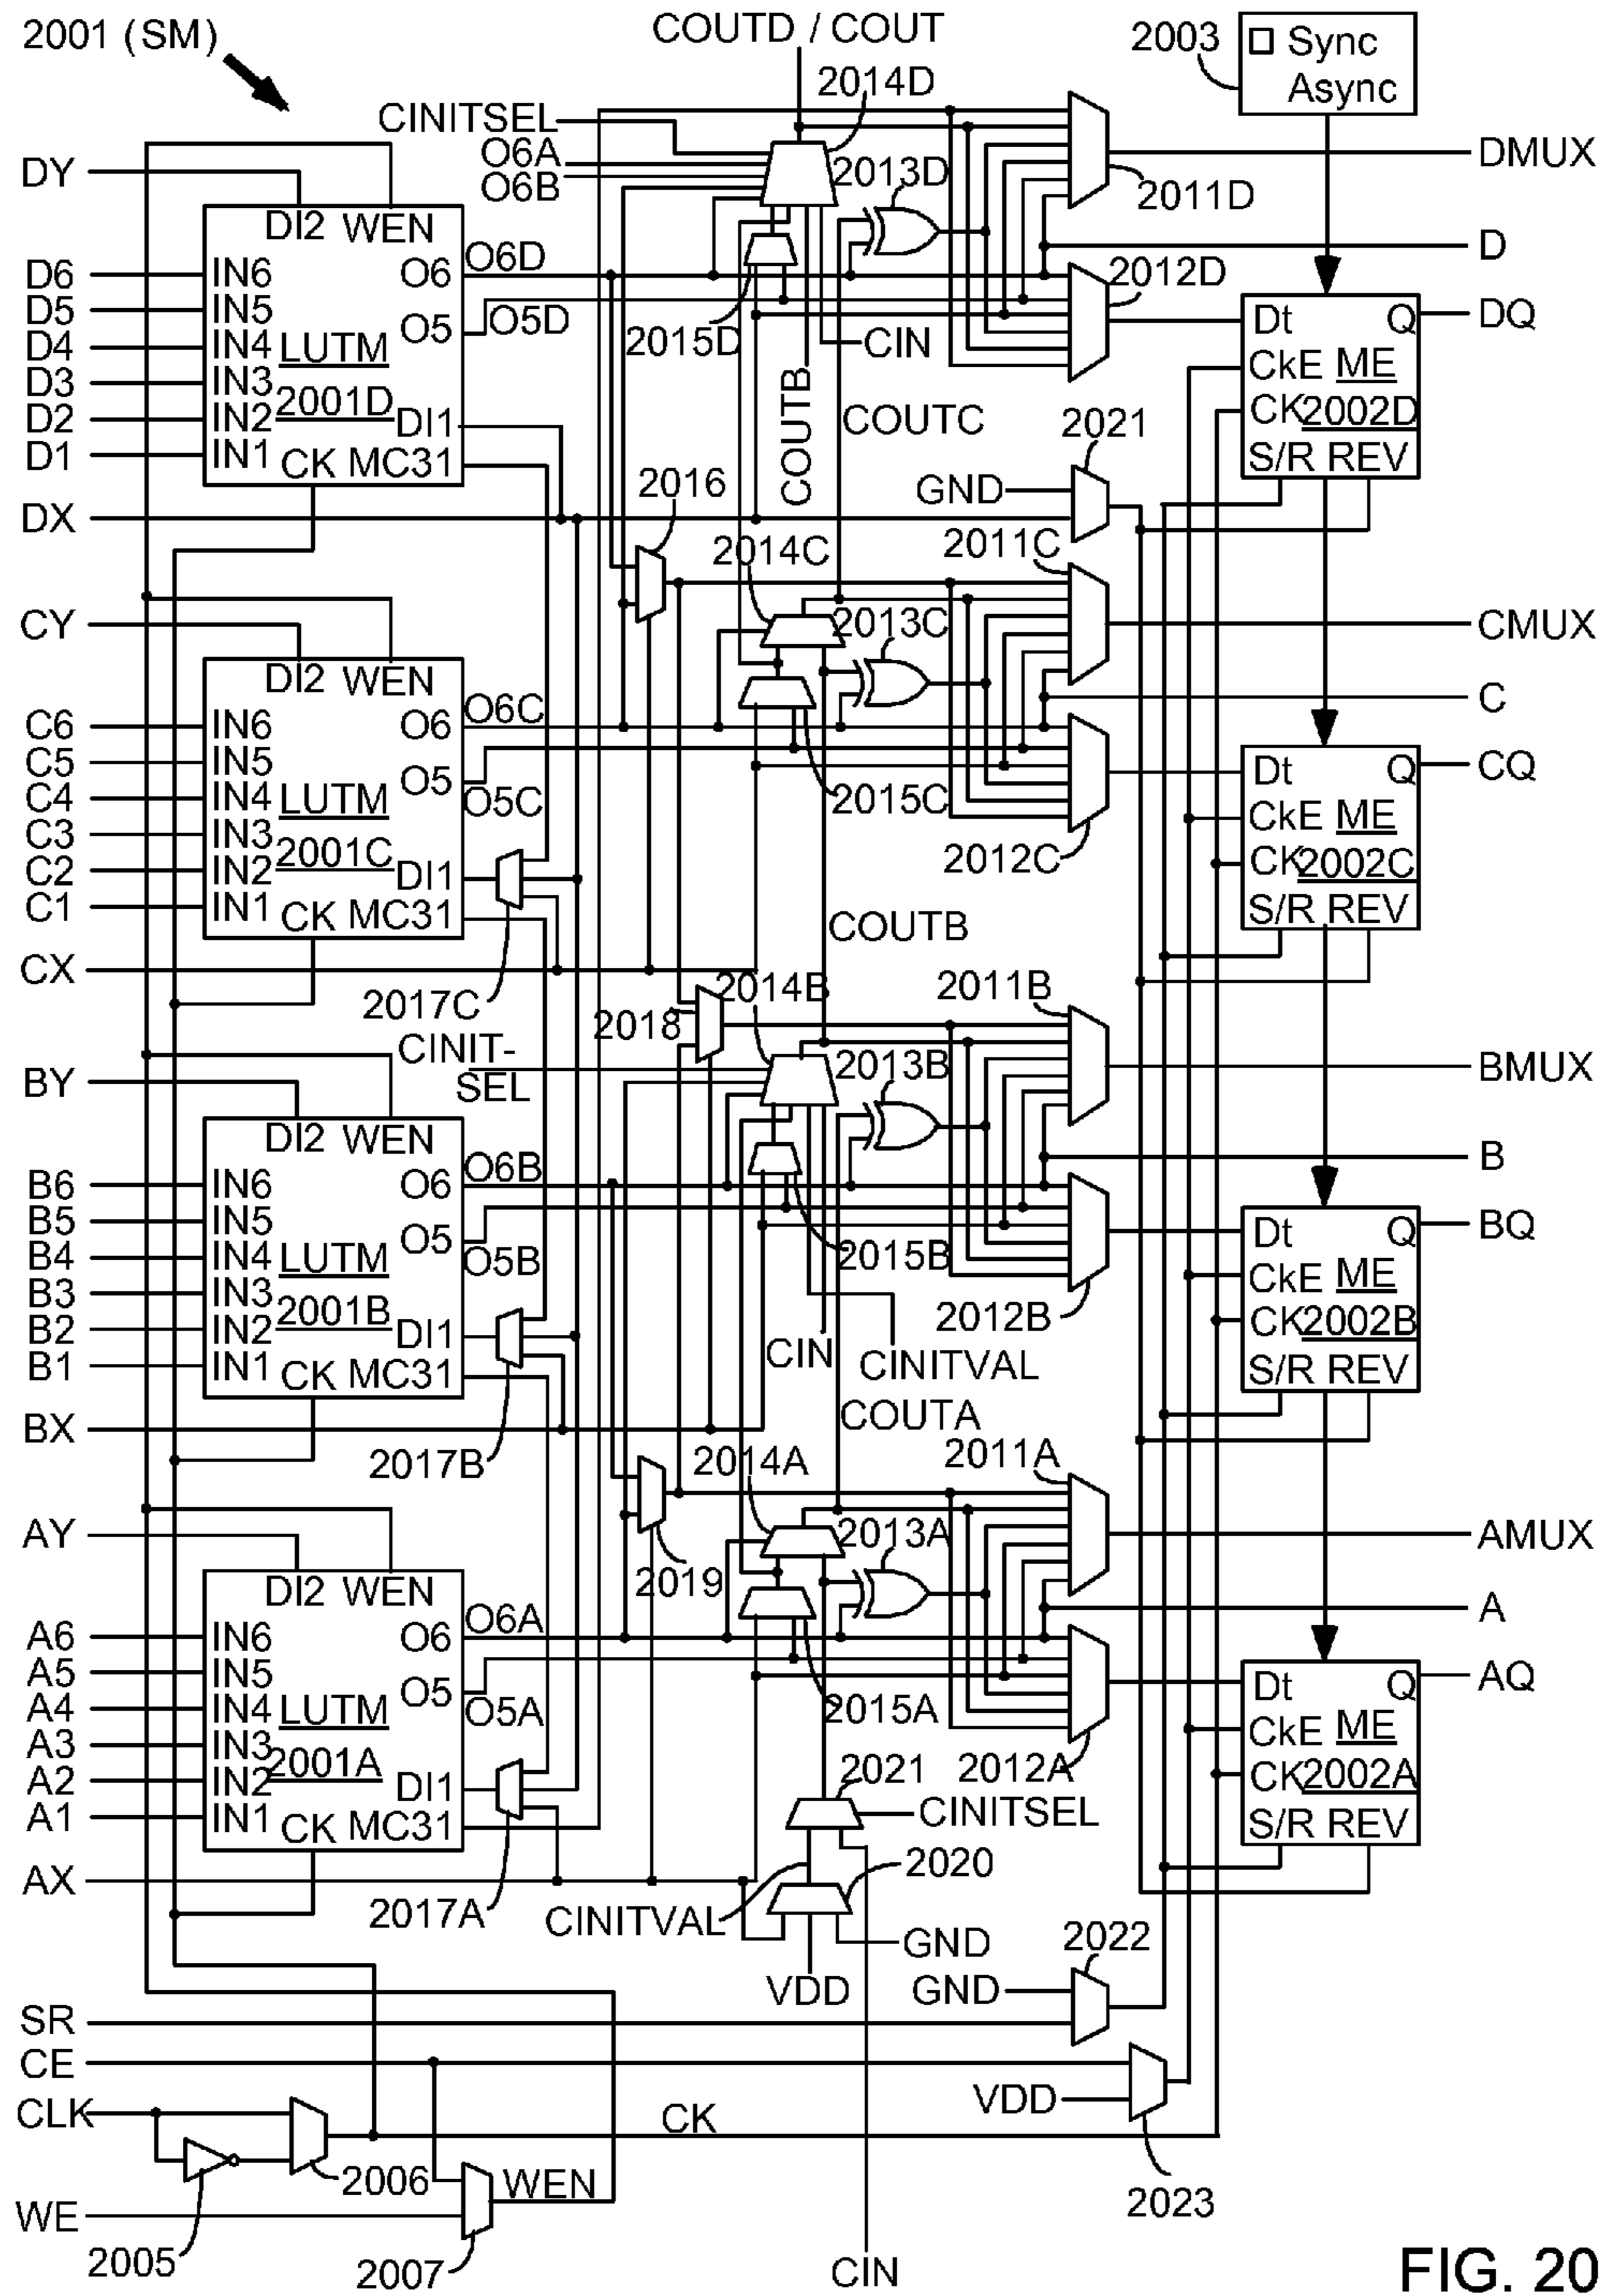 2001 (SM)
COUTD / COUT
2003
Sync
Async
2014D
CINITSEL
O6A
O6B
DY
2013D
DMUX
2011D
DI2 WEN
O6D
D
2012D
D6 IN6 O6
D5 IN5
O5 O5D
D4 IN4 LUTM
D3 IN3
D2 IN2 2001D DI1
D1 IN1 CK MC31
2015D
CIN
COUTB
COUTC
Dt Q DQ
CkE ME
CK 2002D
S/R REV
2021
GND
DX
2016
2014C
2011C
CY
2013C
CMUX
DI2 WEN
O6C
C
C6 IN6 O6
C5 IN5
O5 O5C
C4 IN4 LUTM
C3 IN3
C2 IN2 2001C DI1
C1 IN1 CK MC31
2015C
2012C
Dt Q CQ
CkE ME
CK 2002C
S/R REV
COUTB
CX
2017C
2018
2014B
2011B
CINIT-
SEL
2013B
BY
BMUX
DI2 WEN
O6B
B
B6 IN6 O6
B5 IN5
O5 O5B
B4 IN4 LUTM
B3 IN3
B2 IN2 2001B DI1
B1 IN1 CK MC31
2015B
2012B
CIN
CINITVAL
Dt Q BQ
CkE ME
CK 2002B
S/R REV
COUTA
BX
2017B
2014A
2011A
AY
2013A
AMUX
2019
DI2 WEN
O6A
A
A6 IN6 O6
A5 IN5
O5 O5A
A4 IN4 LUTM
A3 IN3
A2 IN2 2001A DI1
A1 IN1 CK MC31
2015A
2012A
Dt Q AQ
CkE ME
CK 2002A
S/R REV
2021
CINITSEL
AX
2017A
2020
CINITVAL
GND
VDD
2022
GND
SR
CE
VDD
CLK
CK
2006
2023
WEN
WE
2005
2007
CIN
FIG. 20